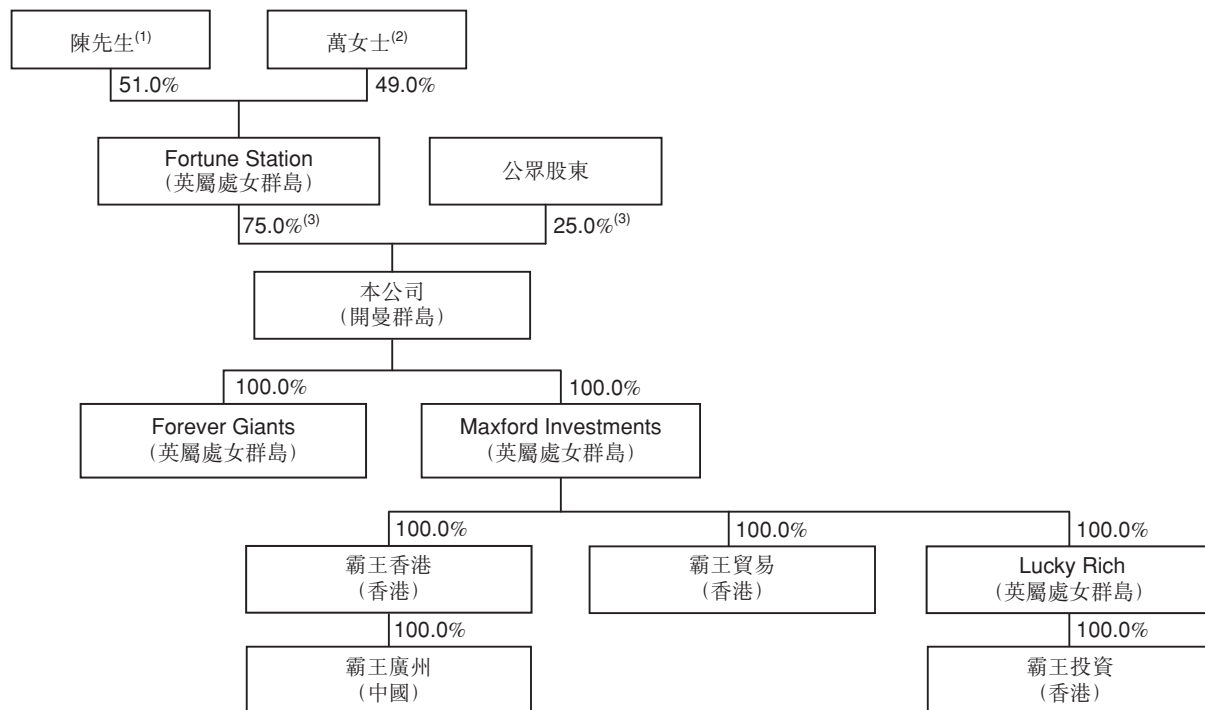 陳先生(1)
萬女士(2)
51.0%
49.0%
Fortune Station
(英屬處女群島)
公眾股東
75.0%(3)
25.0%(3)
本公司
(開曼群島)
100.0%
100.0%
Forever Giants
(英屬處女群島)
Maxford Investments
(英屬處女群島)
100.0%
100.0%
100.0%
霸王香港
(香港)
霸王貿易
(香港)
Lucky Rich
(英屬處女群島)
100.0%
100.0%
霸王廣州
(中國)
霸王投資
(香港)